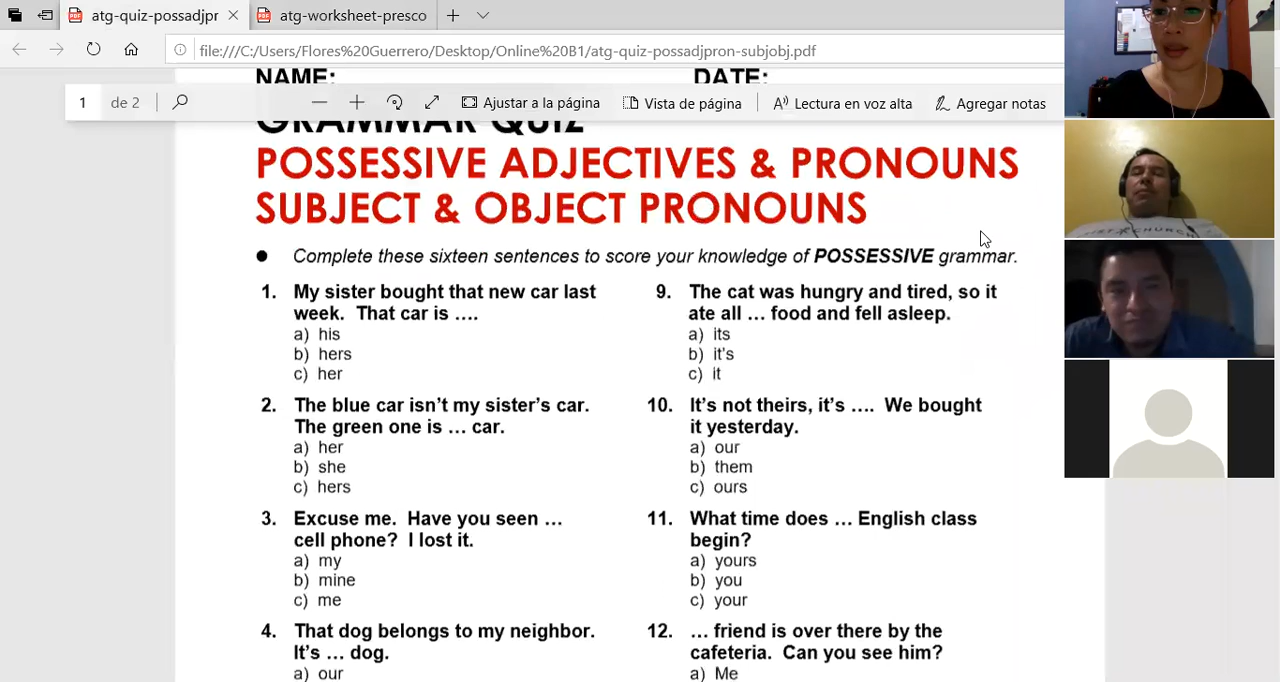 atg-quiz-possadjpr
atg-worksheet-presco
file:///C:/Users/Flores%20Guerrero/Desktop/Online%20B1/atg-quiz-possadjpron-subjobj.pdf
NAME: DATE:
1 de 2 Ajustar a la página Vista de página Lectura en voz alta Agregar notas
GRAMMAR QUIZ
POSSESSIVE ADJECTIVES & PRONOUNS
SUBJECT & OBJECT PRONOUNS
Complete these sixteen sentences to score your knowledge of POSSESSIVE grammar.
1. My sister bought that new car last
week. That car is ....
a) his
b) hers
c) her
2. The blue car isn't my sister's car.
The green one is ... car.
a) her
b) she
c) hers
3. Excuse me. Have you seen ...
cell phone? I lost it.
a) my
b) mine
c) me
4. That dog belongs to my neighbor.
It's ... dog.
a) our
9. The cat was hungry and tired, so it
ate all ... food and fell asleep.
a) its
b) it's
c) it
10. It's not theirs, it's .... We bought
it yesterday.
a) our
b) them
c) ours
11. What time does ... English class
begin?
a) yours
b) you
c) your
12. ... friend is over there by the
cafeteria. Can you see him?
a) Me